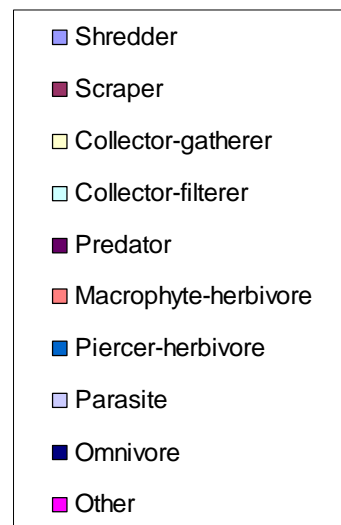 Shredder
Scraper
Collector-gatherer
Collector-filterer
Predator
Macrophyte-herbivore
Piercer-herbivore
Parasite
Omnivore
Other